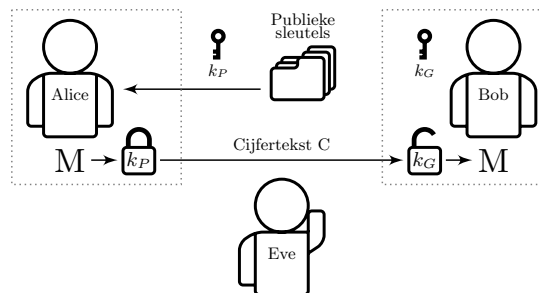 Publieke
sleutels
k_P
k_G
Alice
Bob
Cijfertekst C
M
k_P
k_G
M
Eve